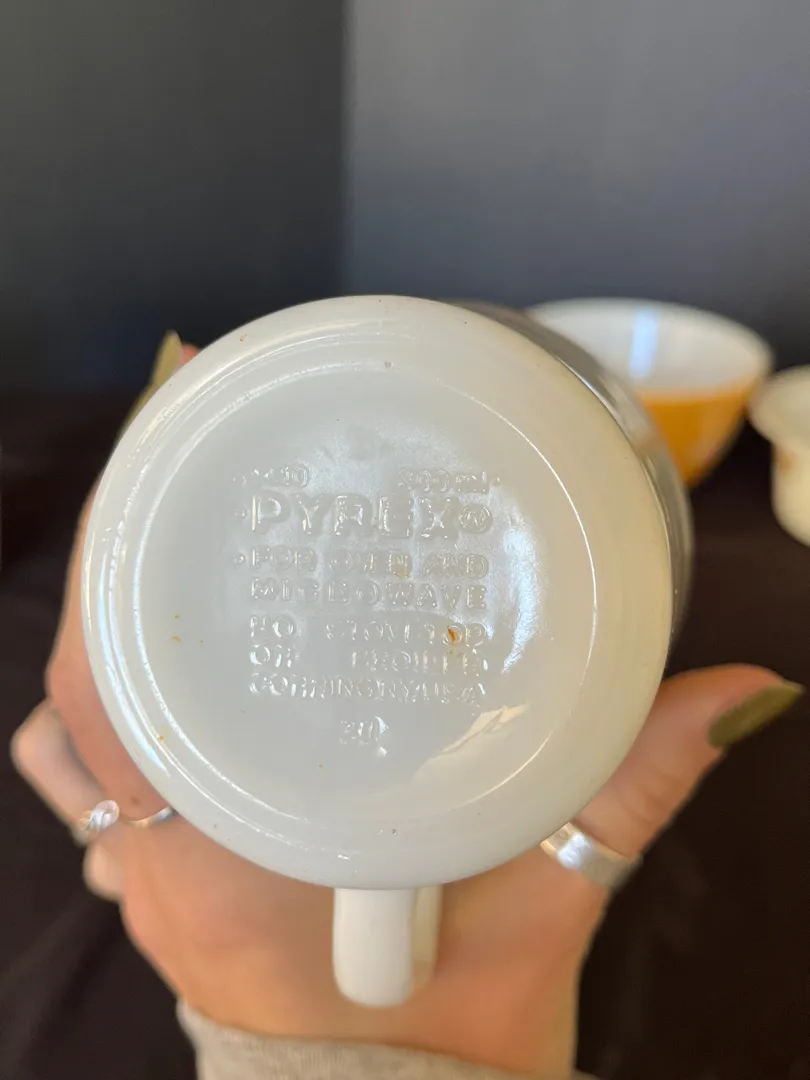 PYREX®
FOR OVEN AND
MICROWAVE
NO STOVETOP
OR BROILER
CORNING NY USA